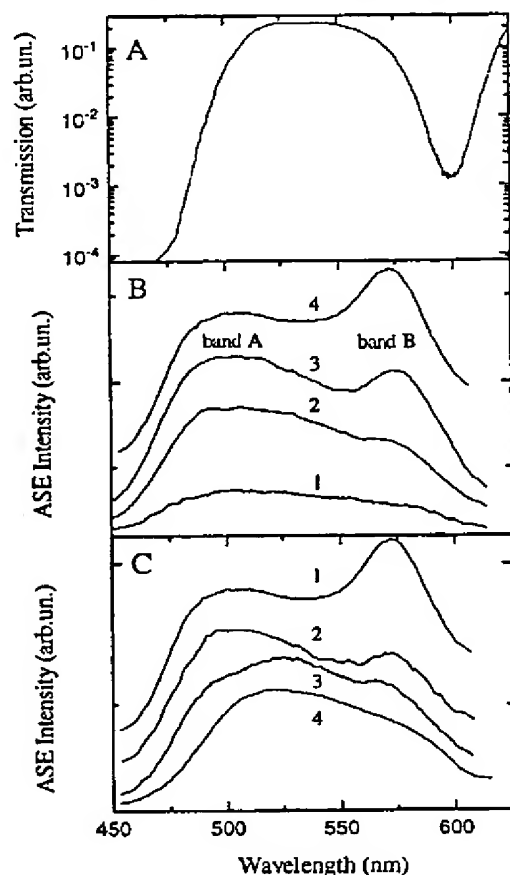 Transmission (arb.un.)
10⁻¹
10⁻²
10⁻³
10⁻⁴
A
ASE Intensity (arb.un.)
B
4
band A
band B
3
2
1
ASE Intensity (arb.un.)
C
1
2
3
4
450 500 550 600
Wavelength (nm)